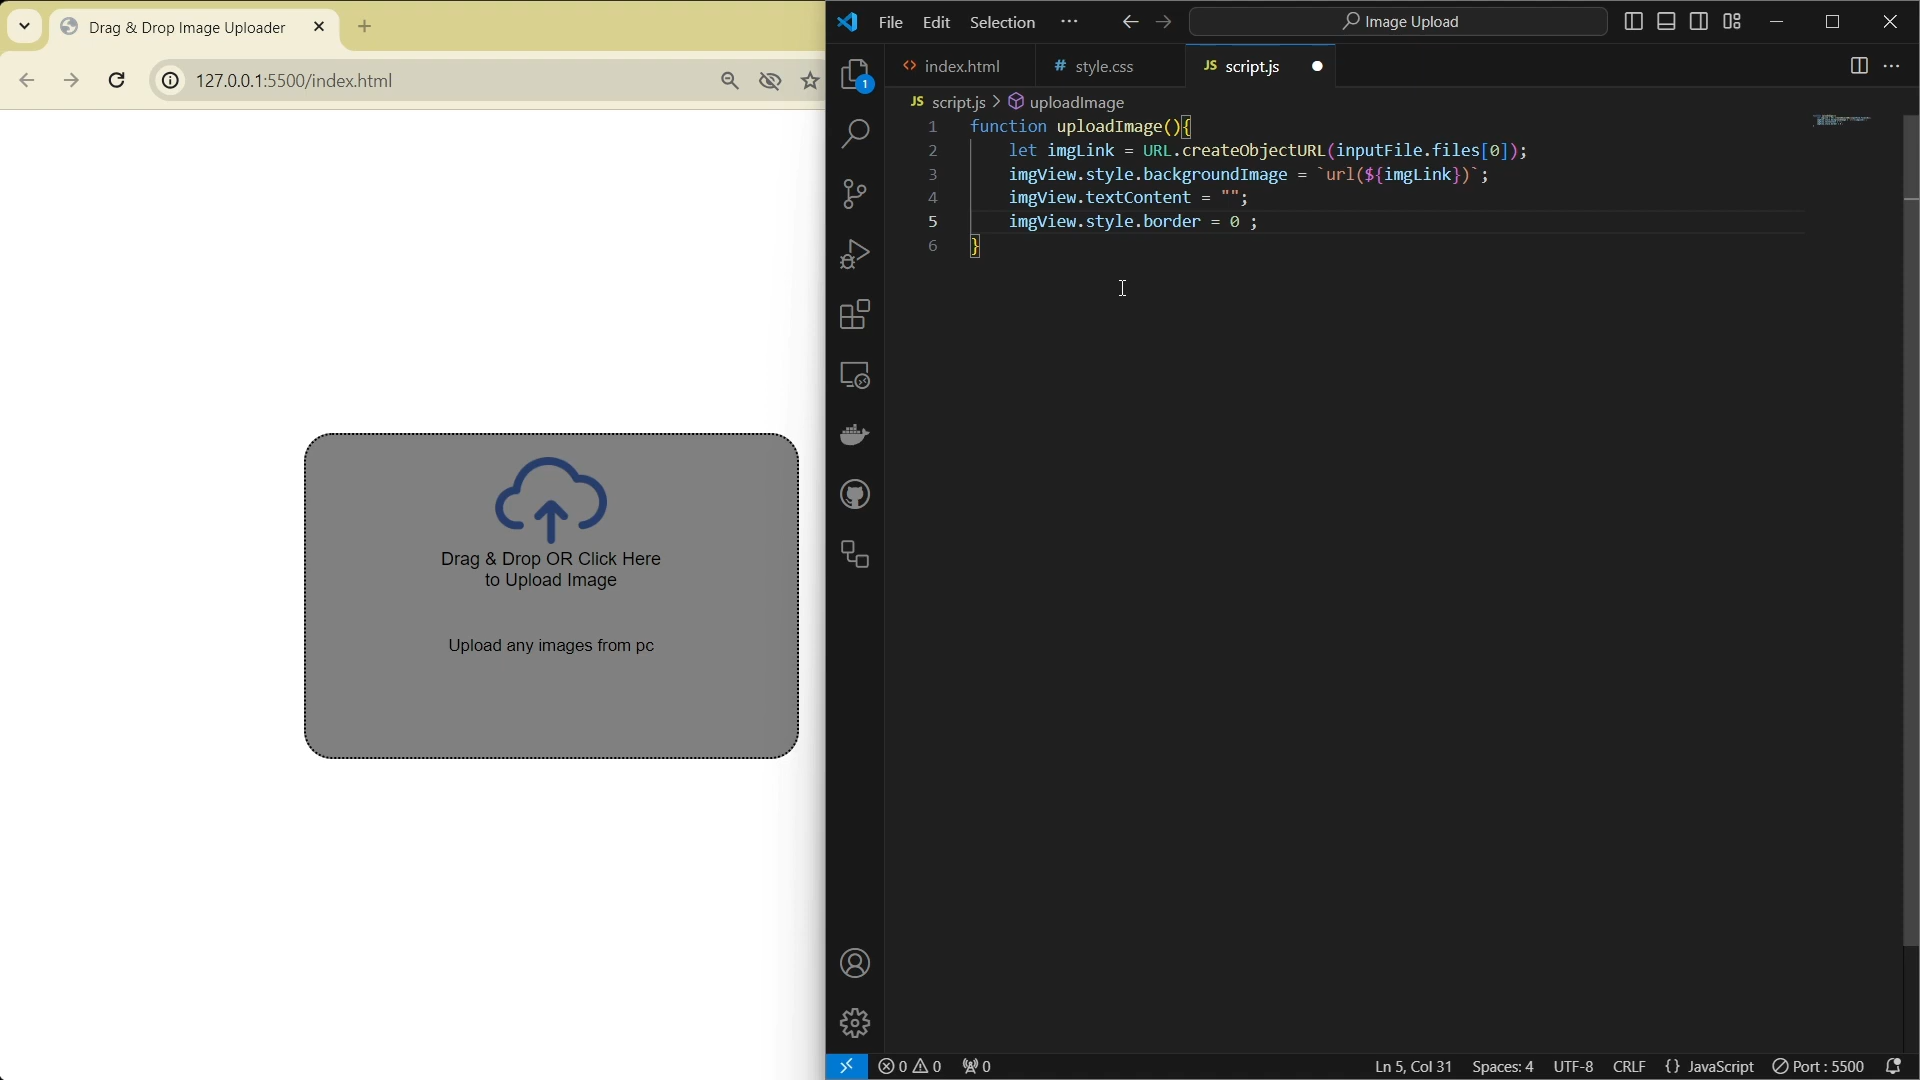 Drag & Drop Image Uploader
127.0.0.1:5500/index.html
Drag & Drop OR Click Here
to Upload Image
Upload any images from pc
File Edit Selection ··· Image Upload
1
<> index.html # style.css JS script.js
JS script.js > uploadImage
1 function uploadImage(){
2 let imgLink = URL.createObjectURL(inputFile.files[0]);
3 imgView.style.backgroundImage = `url(${imgLink})`;
4 imgView.textContent = "";
5 imgView.style.border = 0 ;
6 }
0 0 0 Ln 5, Col 31 Spaces: 4 UTF-8 CRLF {} JavaScript Port : 5500